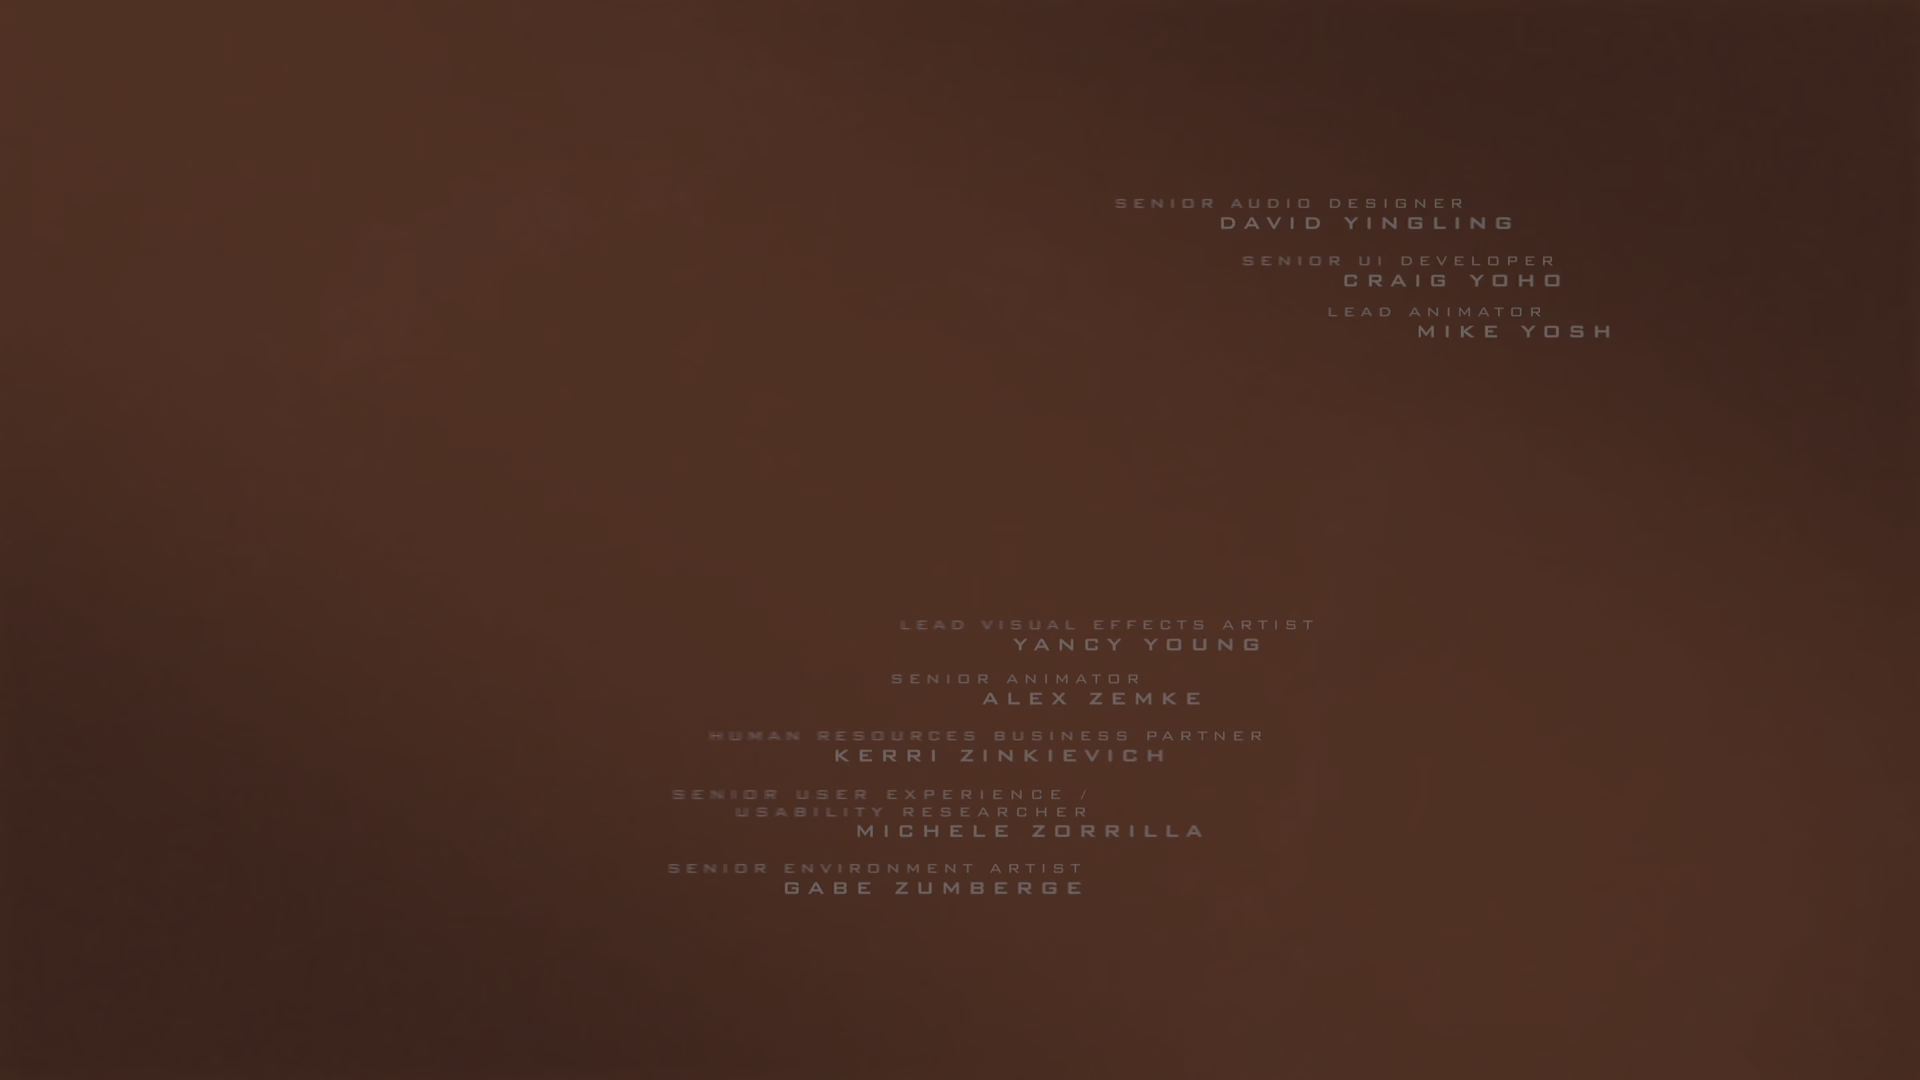 SENIOR AUDIO DESIGNER
DAVID YINGLING
SENIOR UI DEVELOPER
CRAIG YOHO
LEAD ANIMATOR
MIKE YOSH
LEAD VISUAL EFFECTS ARTIST
YANCY YOUNG
SENIOR ANIMATOR
ALEX ZEMKE
HUMAN RESOURCES BUSINESS PARTNER
KERRI ZINKIEVICH
SENIOR USER EXPERIENCE /
USABILITY RESEARCHER
MICHELE ZORRILLA
SENIOR ENVIRONMENT ARTIST
GABE ZUMBERGE